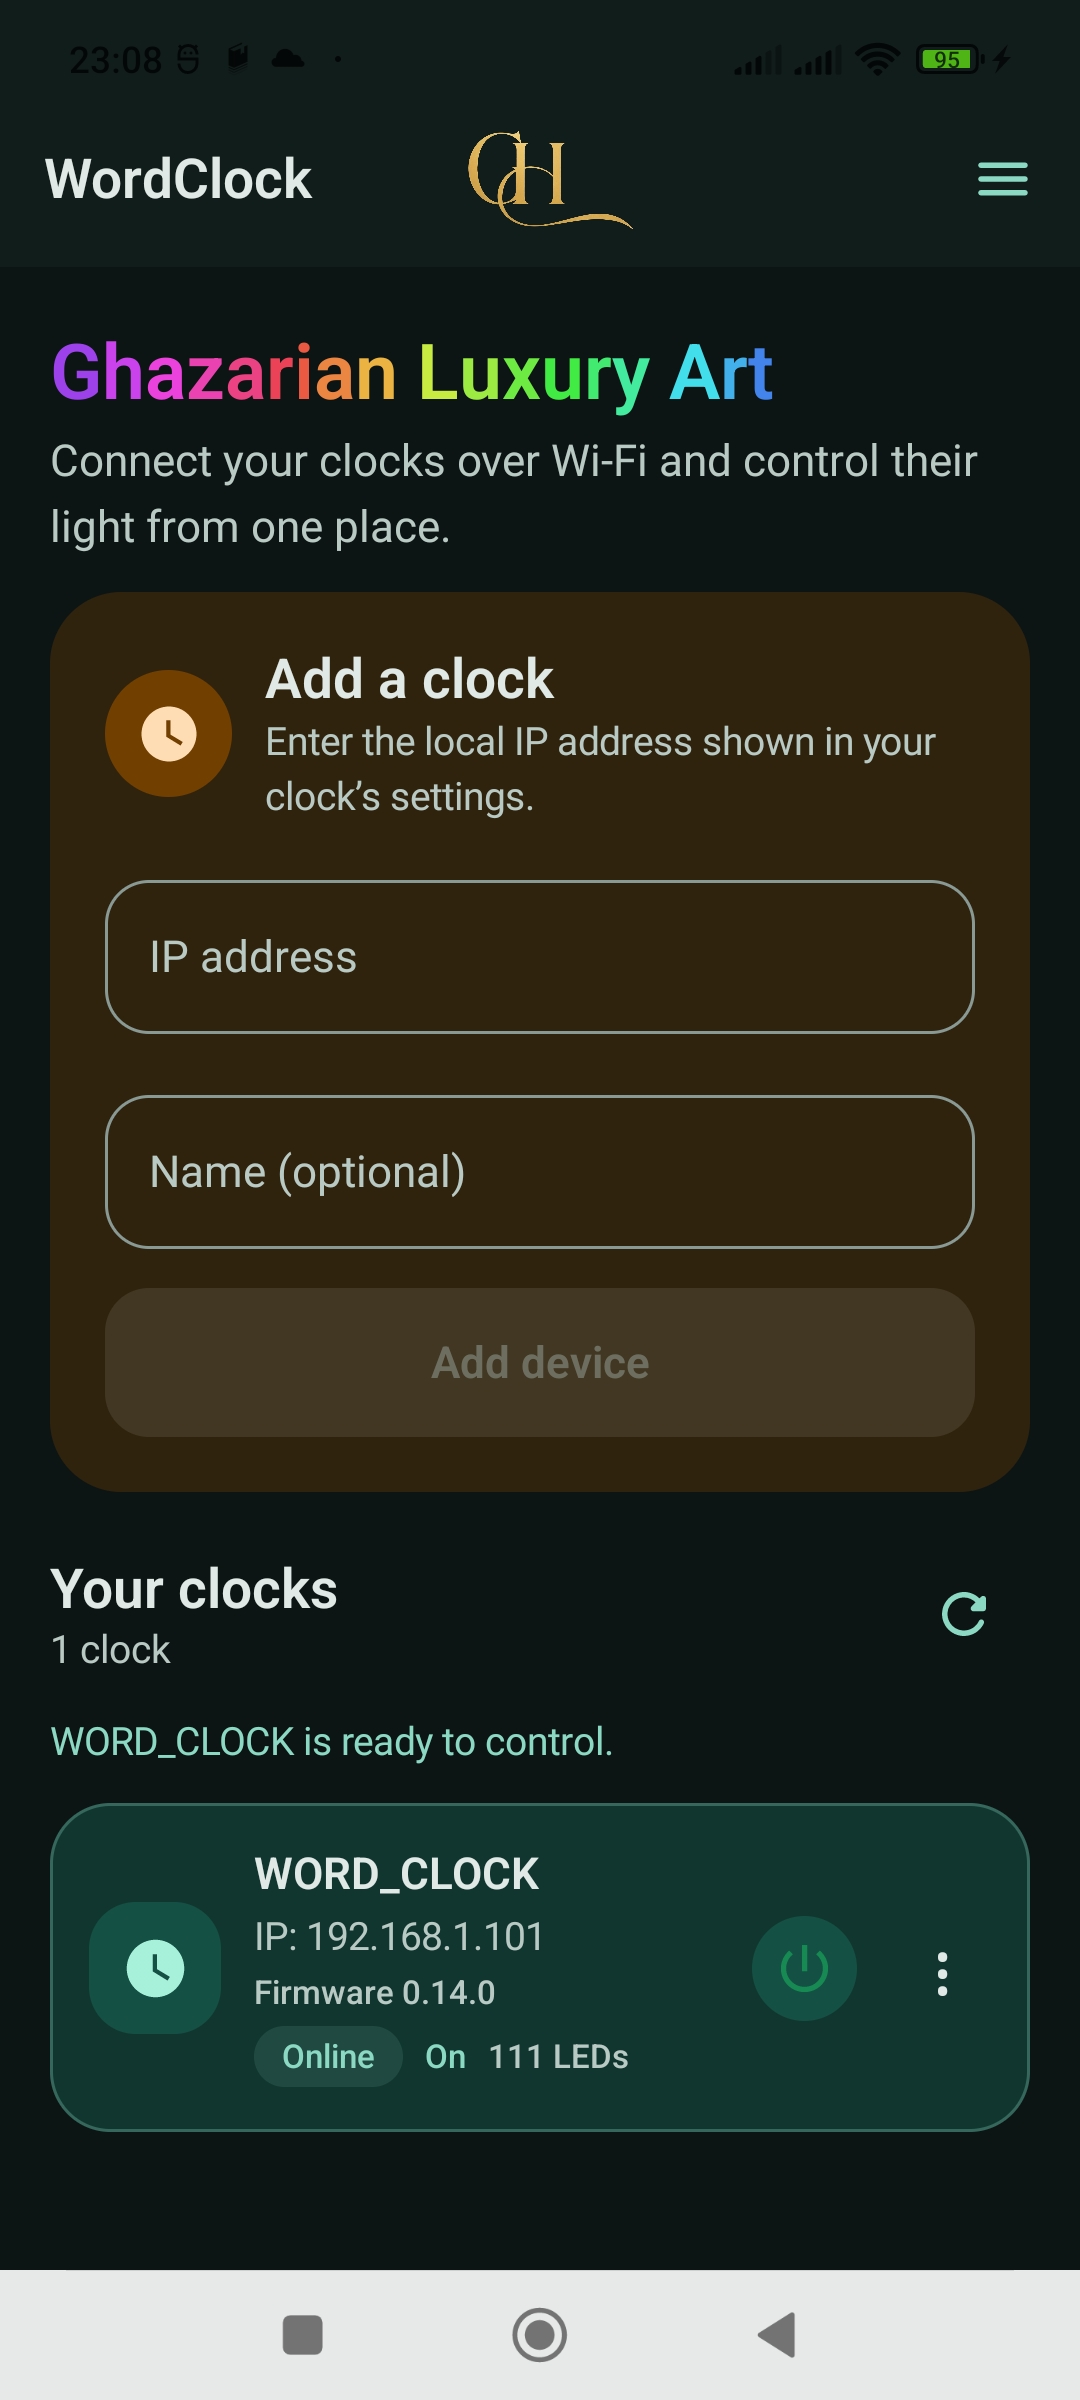 23:08
95
WordClock
GH
Ghazarian Luxury Art
Connect your clocks over Wi-Fi and control their
light from one place.
Add a clock
Enter the local IP address shown in your
clock’s settings.
IP address
Name (optional)
Add device
Your clocks
1 clock
WORD_CLOCK is ready to control.
WORD_CLOCK
IP: 192.168.1.101
Firmware 0.14.0
Online On 111 LEDs